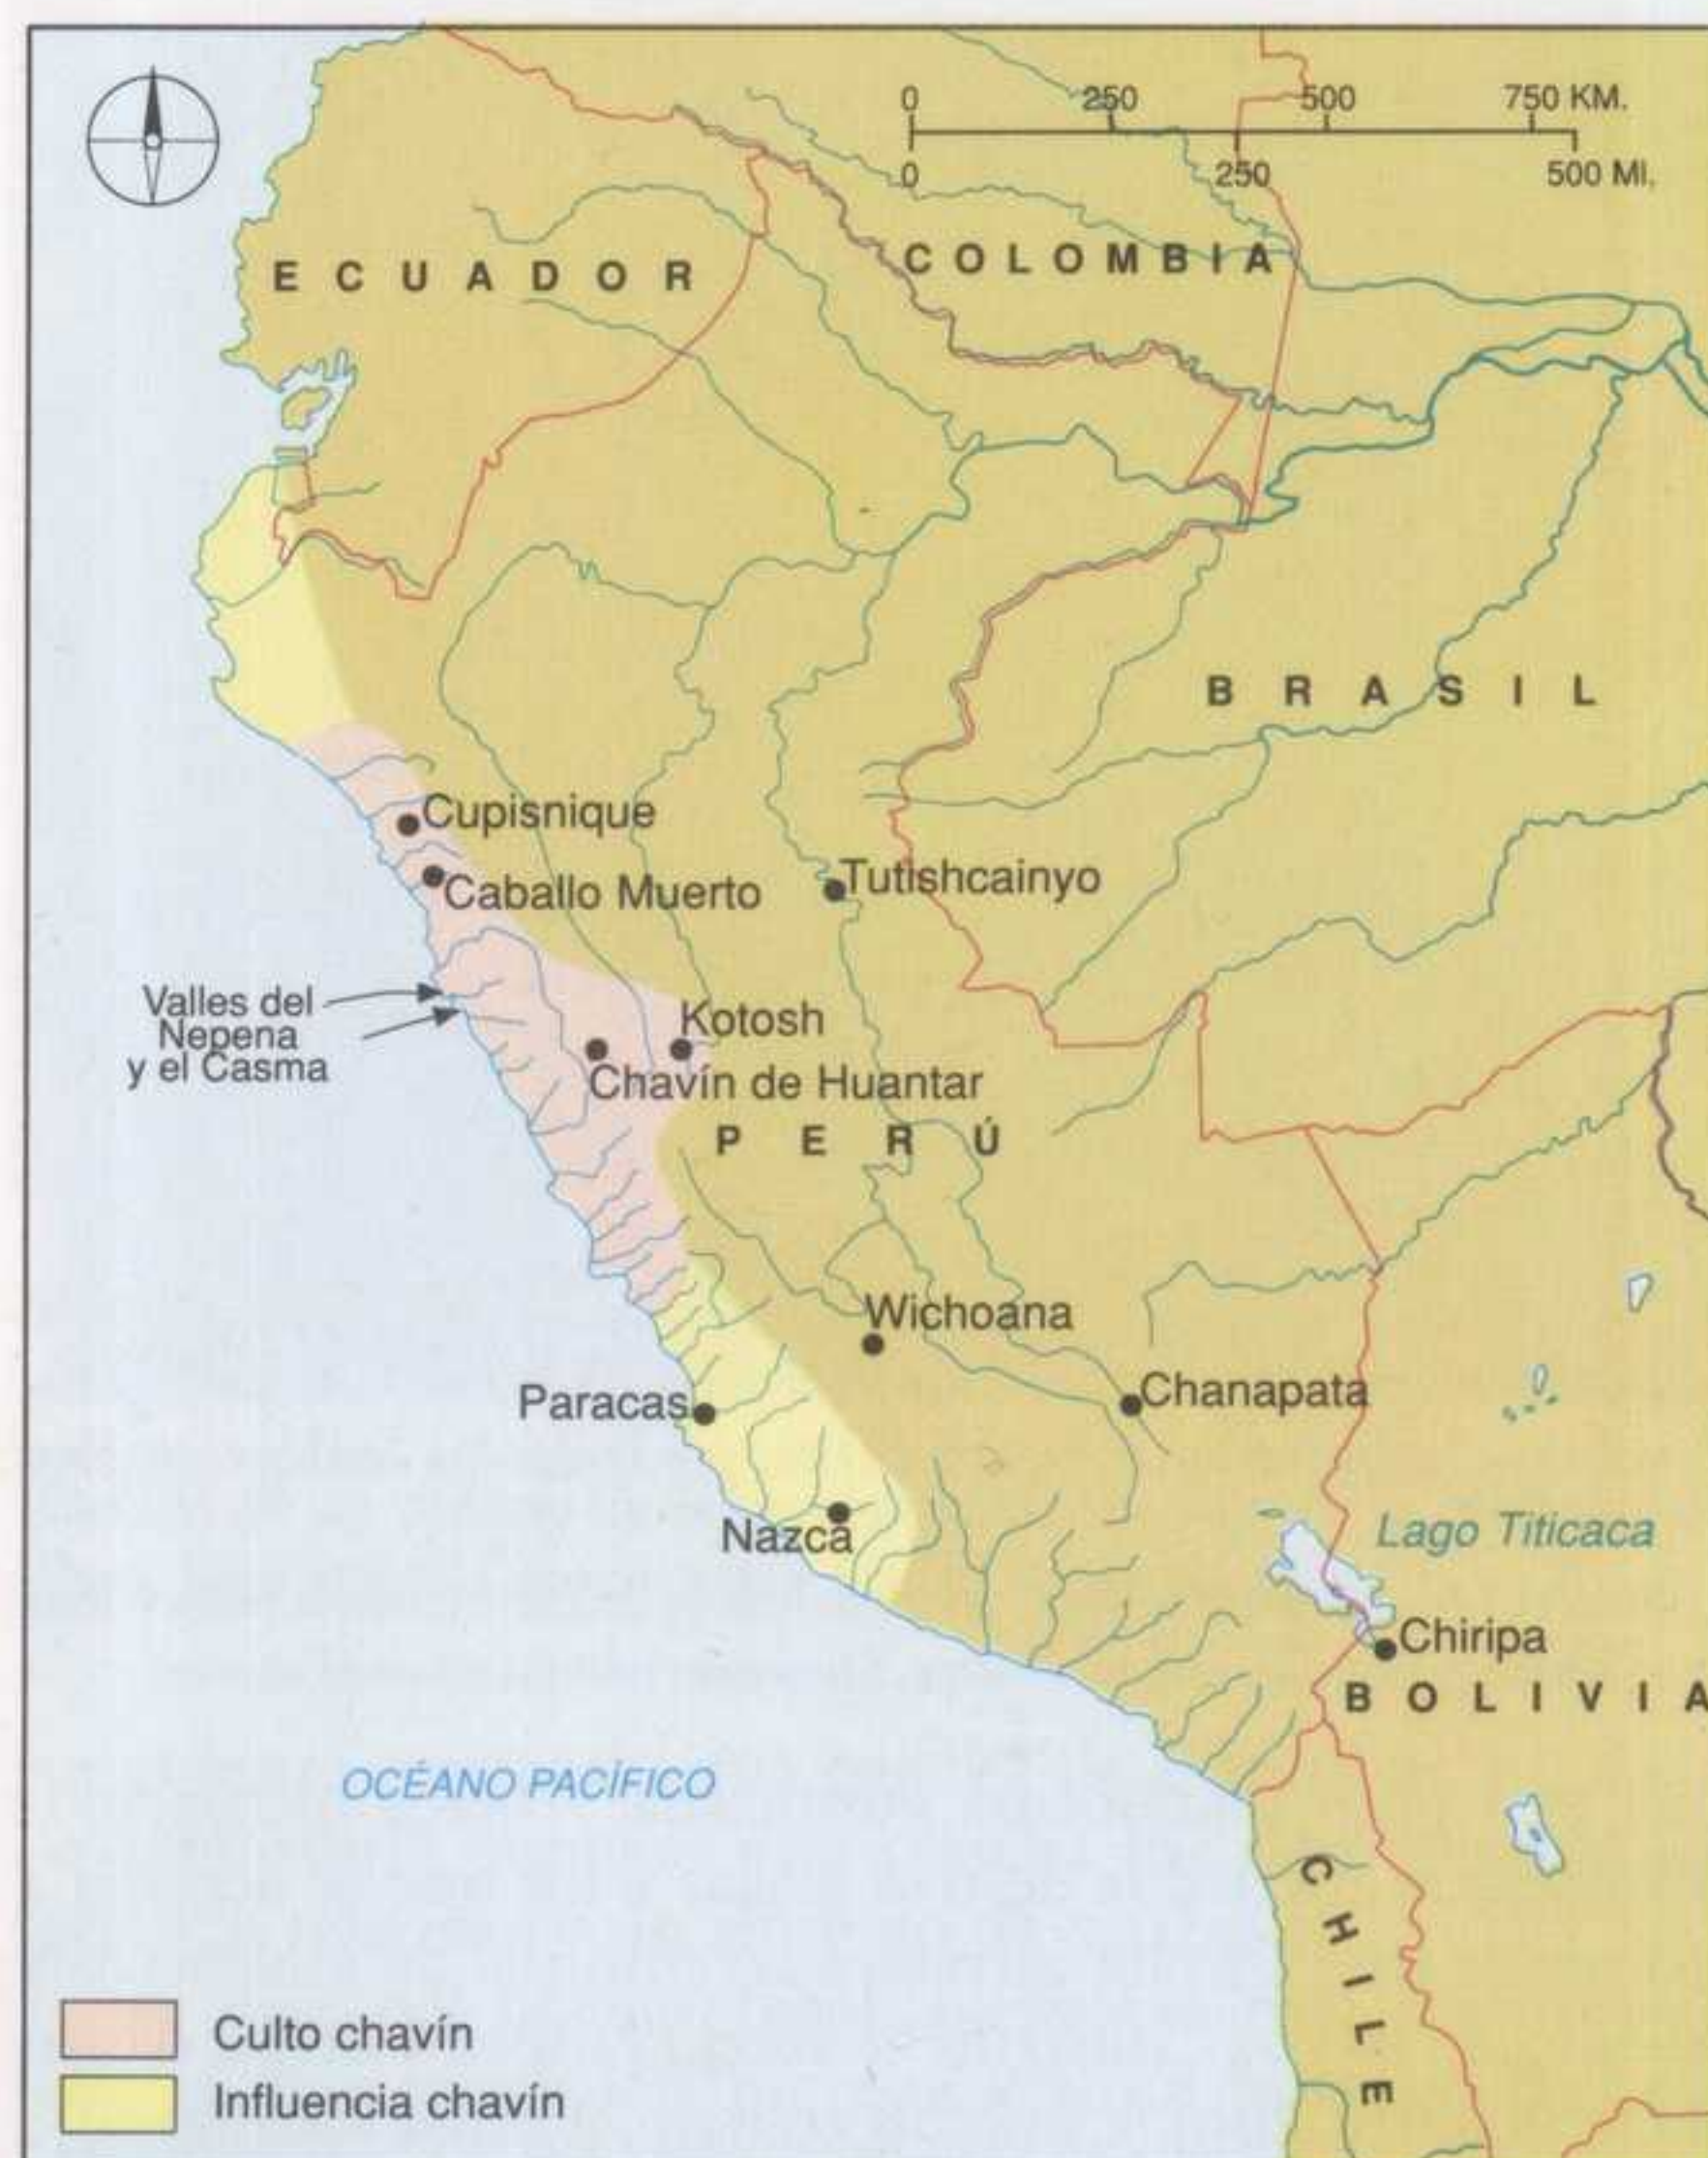 0 250 500 750 KM.
0 250 500 MI.
ECUADOR
COLOMBIA
BRASIL
Cupisnique
Caballo Muerto
Tutishcainyo
Valles del
Nepena
y el Casma
Kotosh
Chavín de Huantar
PERÚ
Wichoana
Paracas
Chanapata
Nazca
Lago Titicaca
Chiripa
BOLIVIA
OCÉANO PACÍFICO
CHILE
Culto chavín
Influencia chavín